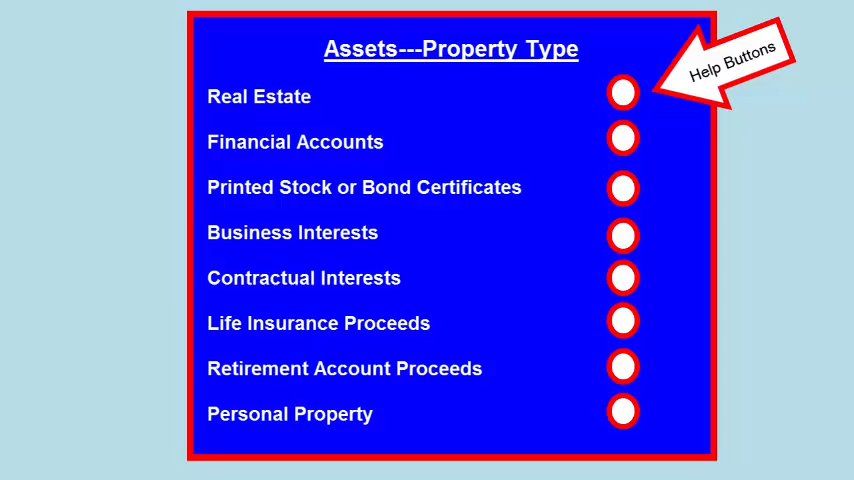 Assets---Property Type
Help Buttons
Real Estate
Financial Accounts
Printed Stock or Bond Certificates
Business Interests
Contractual Interests
Life Insurance Proceeds
Retirement Account Proceeds
Personal Property